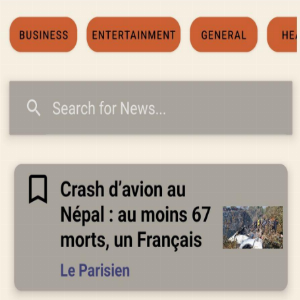 BUSINESS ENTERTAINMENT GENERAL HEA
Search for News...
Crash d’avion au
Népal : au moins 67
morts, un Français
Le Parisien